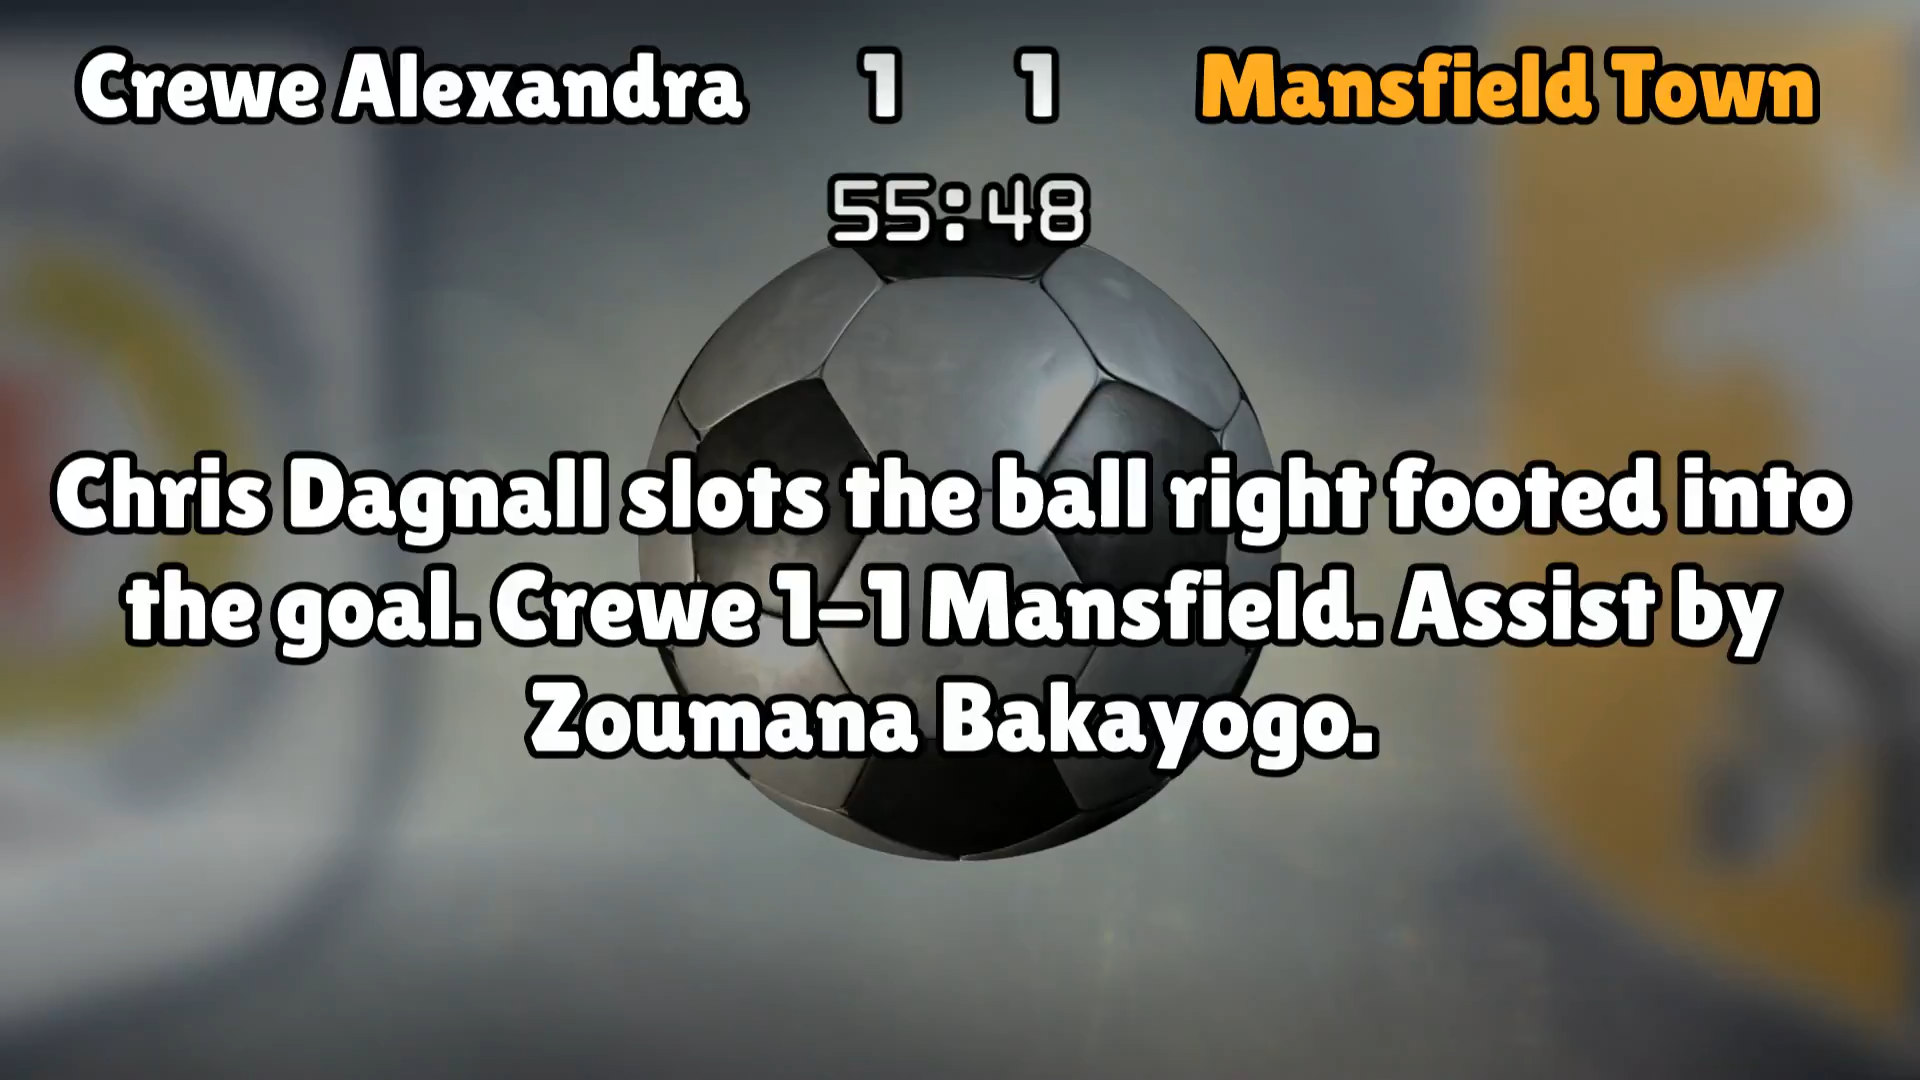 Crewe Alexandra 1 1 Mansfield Town
55:48
Chris Dagnall slots the ball right footed into
the goal. Crewe 1-1 Mansfield. Assist by
Zoumana Bakayogo.